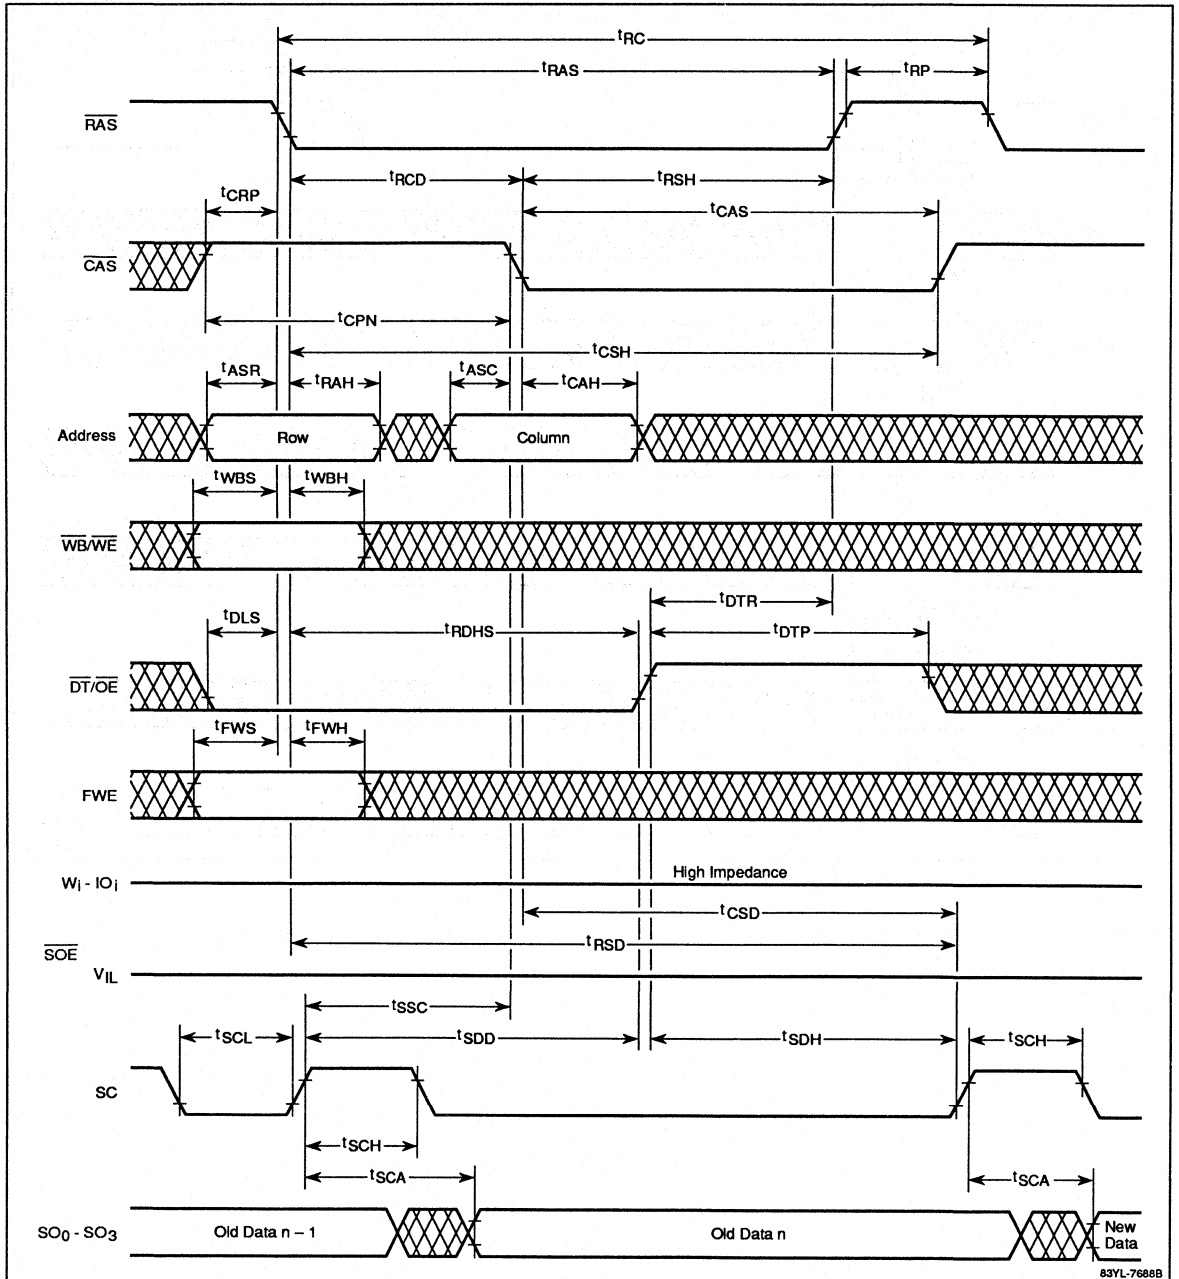 tRC
tRAS
tRP
RAS
tRCD
tRSH
tCRP
tCAS
CAS
tCPN
tCSH
tASR
tRAH
tASC
tCAH
Address
Row
Column
tWBS
tWBH
WB/WE
tDTR
tDLS
tRDHS
tDTP
DT/OE
tFWS
tFWH
FWE
High Impedance
Wi - IOi
tCSD
tRSD
SOE
VIL
tSSC
tSCL
tSDD
tSDH
tSCH
SC
tSCH
tSCA
tSCA
SO0 - SO3
Old Data n – 1
Old Data n
New
Data
83YL-7688B